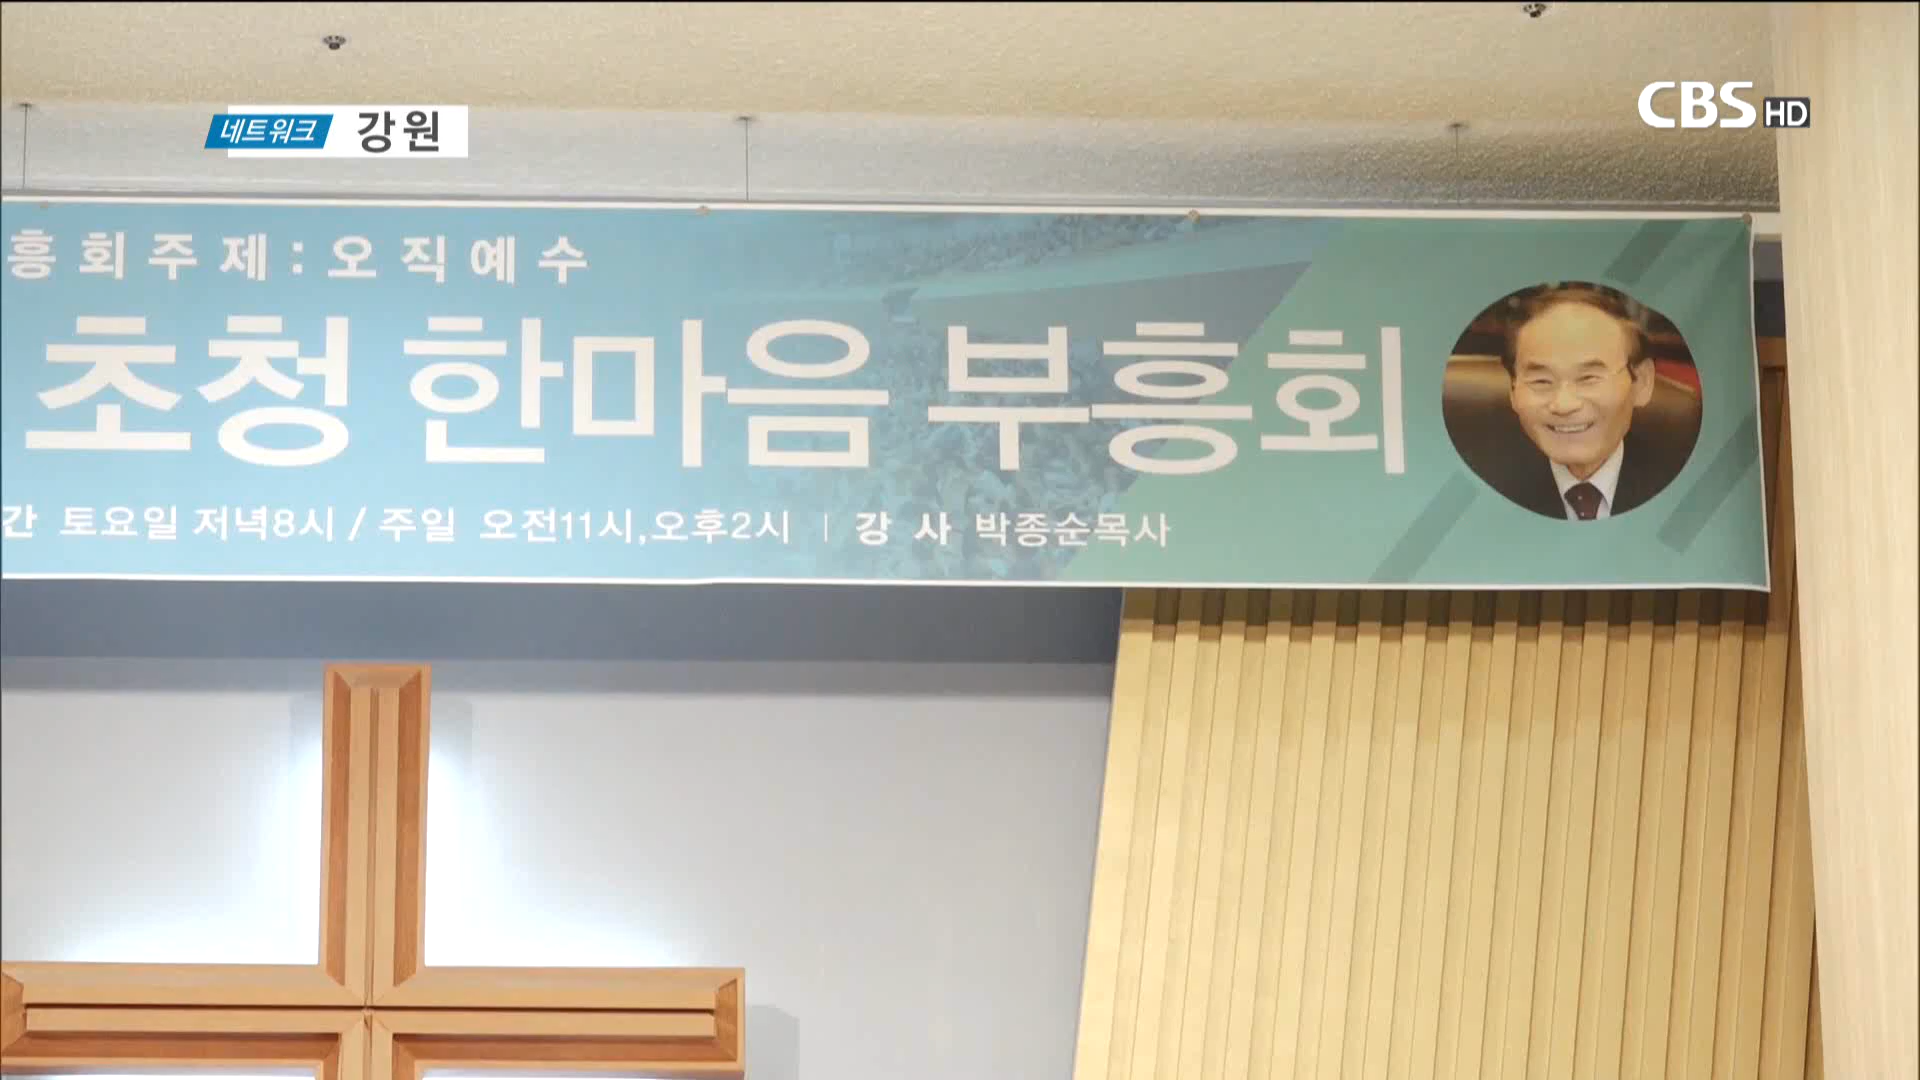 네트워크 강원
CBS HD
흥회주제:오직예수
초청 한마음 부흥회
간 토요일 저녁8시 / 주일 오전11시,오후2시 | 강 사 박종순목사